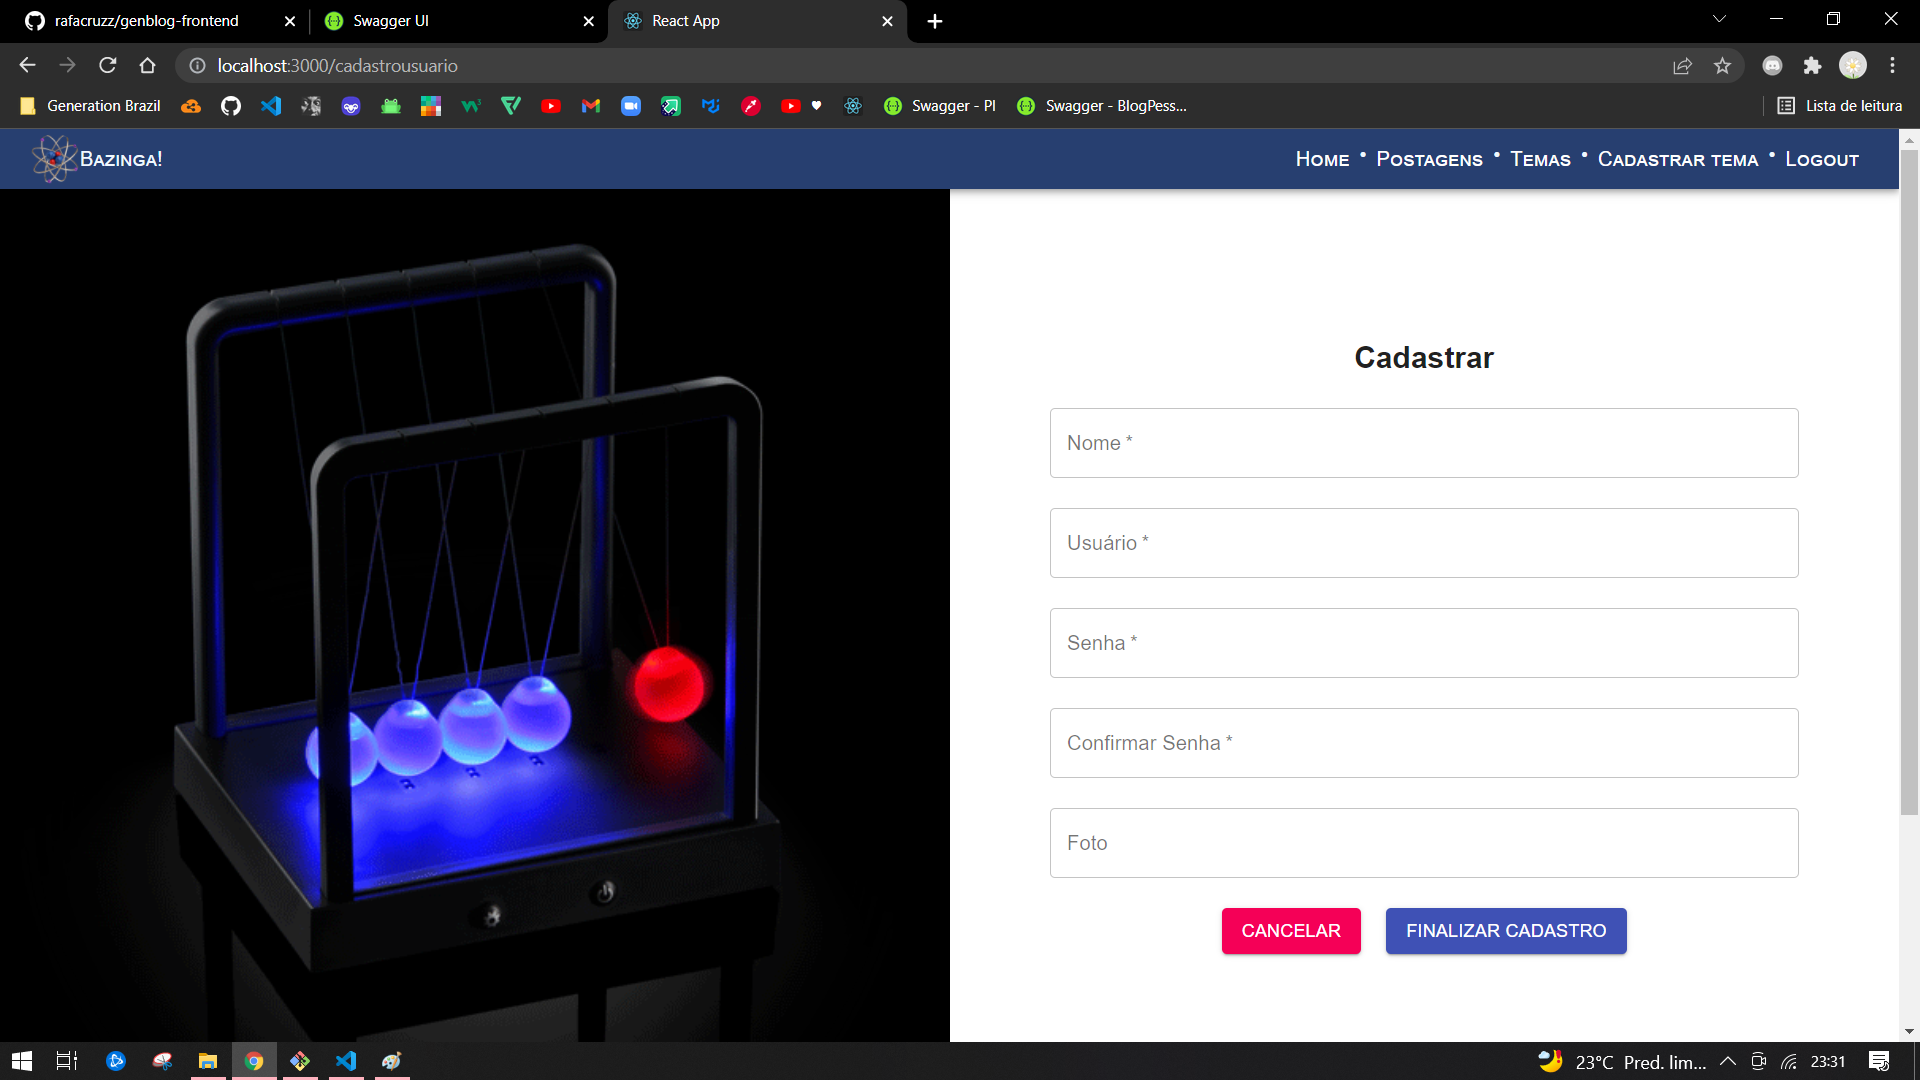 rafacruzz/genblog-frontend
Swagger UI
React App
localhost:3000/cadastrousuario
Generation Brazil
Swagger - PI
Swagger - BlogPess...
Lista de leitura
Bazinga!
Home • Postagens • Temas • Cadastrar tema • Logout
Cadastrar
Nome *
Usuário *
Senha *
Confirmar Senha *
Foto
CANCELAR
FINALIZAR CADASTRO
23°C Pred. lim...
23:31